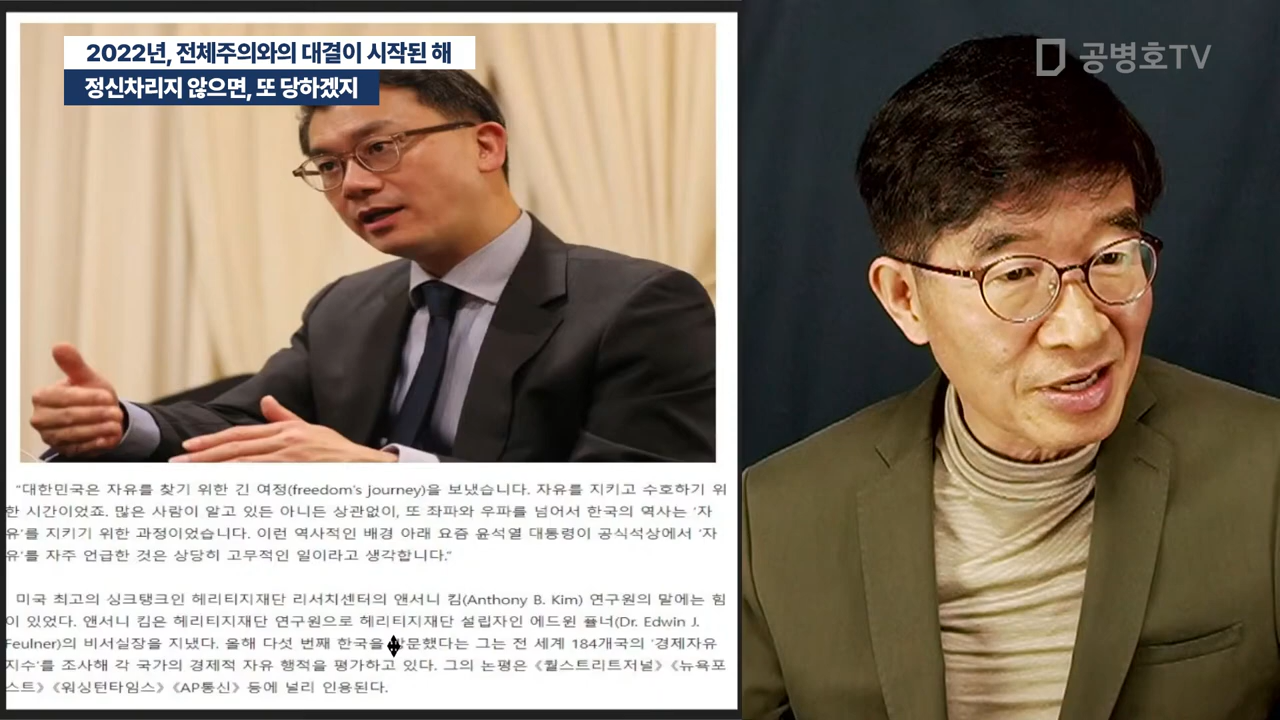 2022년, 전체주의와의 대결이 시작된 해
정신차리지 않으면, 또 당하겠지
공병호TV
“대한민국은 자유를 찾기 위한 긴 여정(freedom’s journey)을 보냈습니다. 자유를 지키고 수호하기 위
한 시간이었죠. 많은 사람이 알고 있든 아니든 상관없이, 또 좌파와 우파를 넘어서 한국의 역사는 ‘자
유’를 지키기 위한 과정이었습니다. 이런 역사적인 배경 아래 요즘 윤석열 대통령이 공식석상에서 ‘자
유’를 자주 언급한 것은 상당히 고무적인 일이라고 생각합니다.”
미국 최고의 싱크탱크인 헤리티지재단 리서치센터의 앤서니 킴(Anthony B. Kim) 연구원의 말에는 힘
이 있었다. 앤서니 킴은 헤리티지재단 연구원으로 헤리티지재단 설립자인 에드윈 퓰너(Dr. Edwin J.
Feulner)의 비서실장을 지냈다. 올해 다섯 번째 한국을 방문했다는 그는 전 세계 184개국의 ‘경제자유
지수’를 조사해 각 국가의 경제적 자유 행적을 평가하고 있다. 그의 논평은 《월스트리트저널》 《뉴욕포
스트》 《워싱턴타임스》 《AP통신》 등에 널리 인용된다.